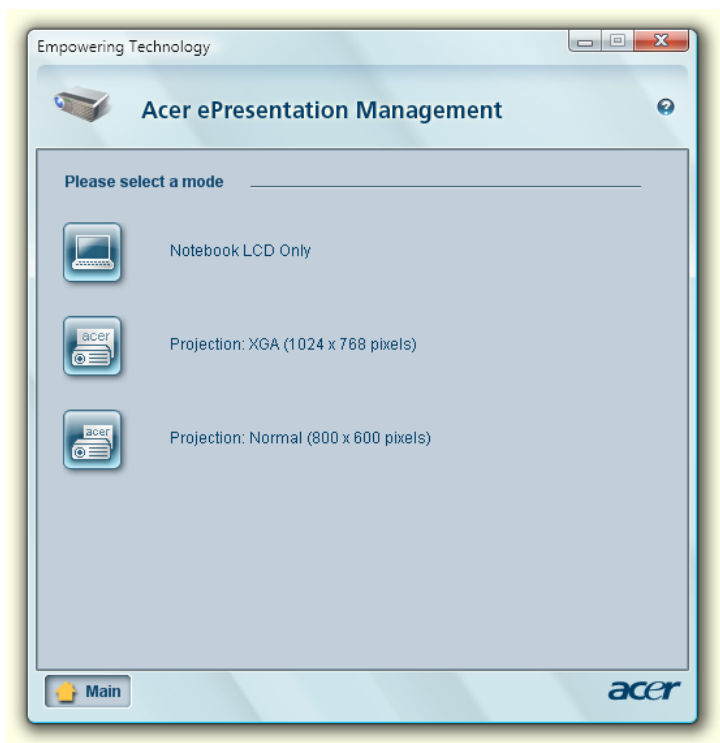 Empowering Technology
Acer ePresentation Management
Please select a mode
Notebook LCD Only
acer
Projection: XGA (1024 x 768 pixels)
acer
Projection: Normal (800 x 600 pixels)
Main
acer